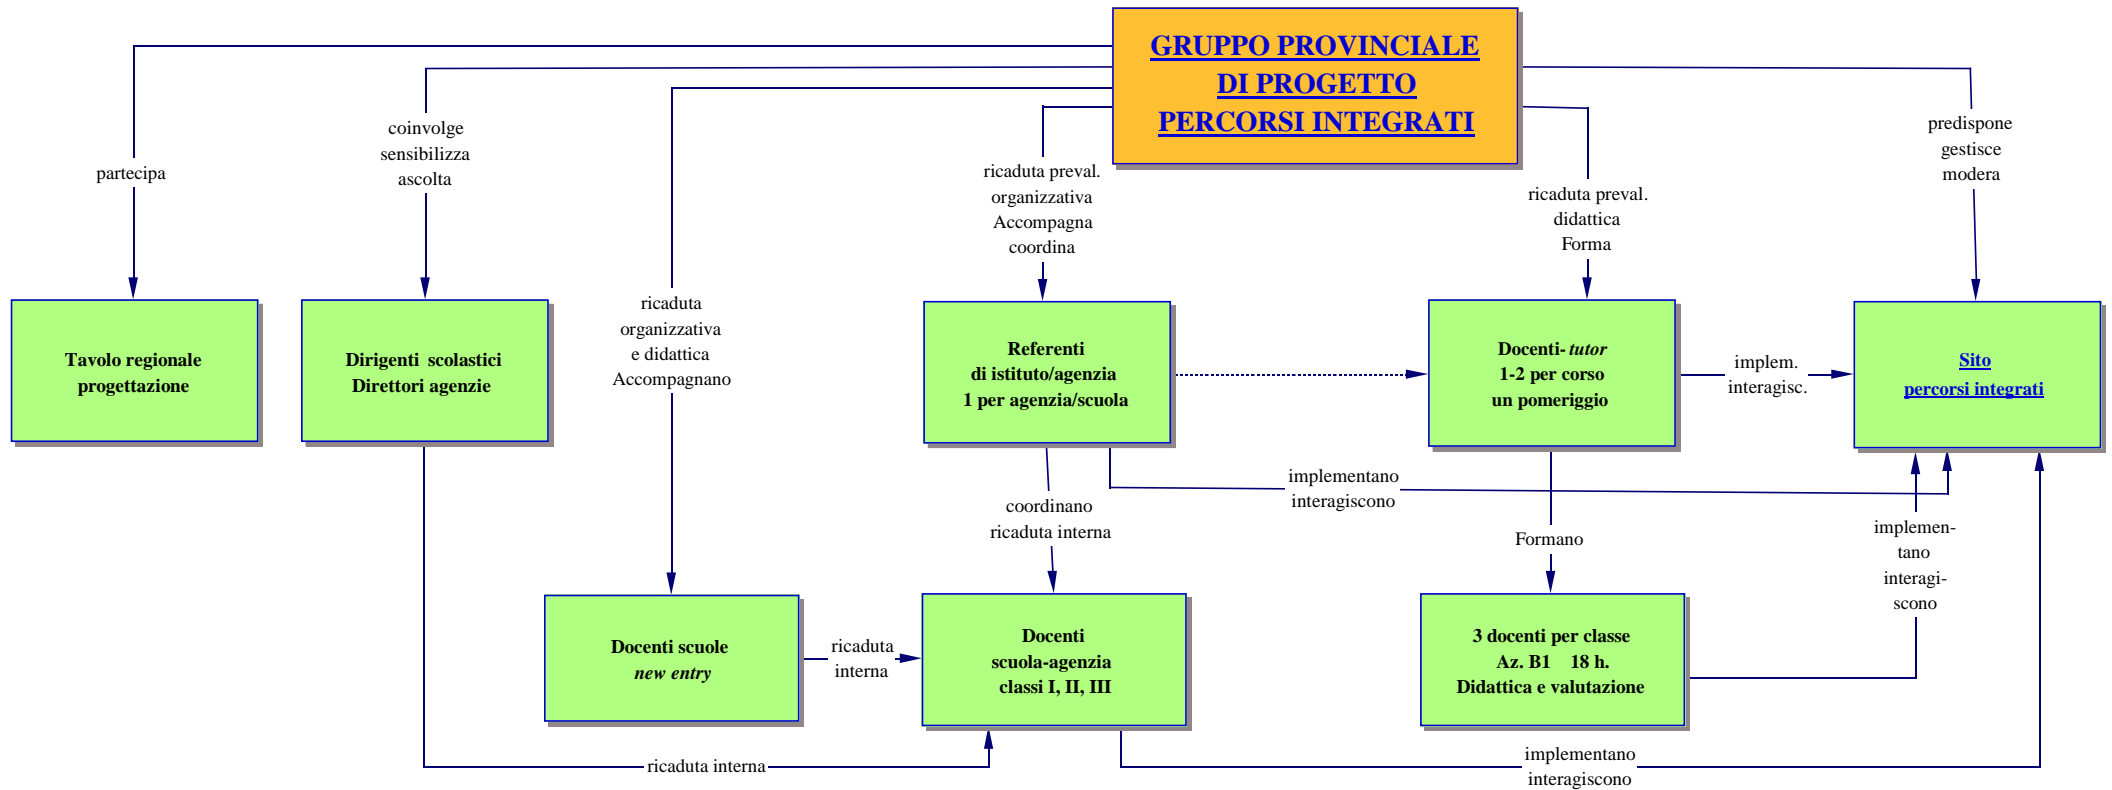 GRUPPO PROVINCIALE
DI PROGETTO
PERCORSI INTEGRATI
partecipa
coinvolge
sensibilizza
ascolta
ricaduta
organizzativa
e didattica
Accompagnano
ricaduta preval.
organizzativa
Accompagna
coordina
ricaduta preval.
didattica
Forma
predispone
gestisce
modera
Tavolo regionale
progettazione
Dirigenti scolastici
Direttori agenzie
Referenti
di istituto/agenzia
1 per agenzia/scuola
Docenti-tutor
1-2 per corso
un pomeriggio
implem.
interagisc.
Sito
percorsi integrati
coordinano
ricaduta interna
implementano
interagiscono
Formano
implemen-
tano
interagi-
scono
Docenti scuole
new entry
ricaduta
interna
Docenti
scuola-agenzia
classi I, II, III
3 docenti per classe
Az. B1 18 h.
Didattica e valutazione
ricaduta interna
implementano
interagiscono